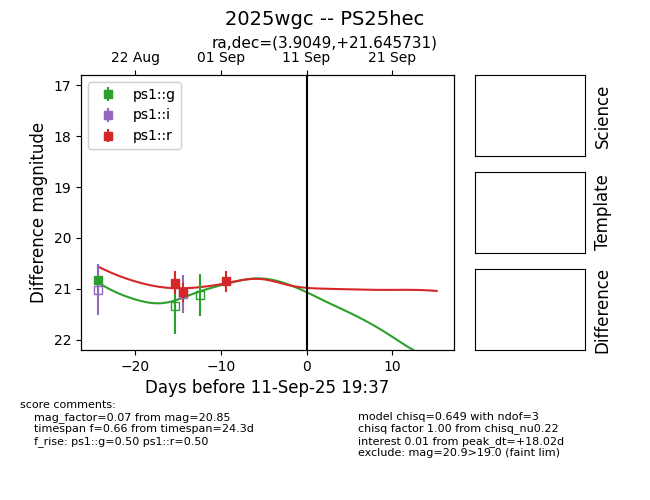 2025wgc -- PS25hec
ra,dec=(3.9049,+21.645731)
22 Aug 01 Sep 11 Sep 21 Sep
ps1::g
ps1::i
ps1::r
17
18
19
20
21
22
Difference magnitude
−20 −10 0 10
Days before 11-Sep-25 19:37
Science
Template
Difference
score comments:
mag_factor=0.07 from mag=20.85
timespan f=0.66 from timespan=24.3d
f_rise: ps1::g=0.50 ps1::r=0.50
model chisq=0.649 with ndof=3
chisq factor 1.00 from chisq_nu0.22
interest 0.01 from peak_dt=+18.02d
exclude: mag=20.9>19.0 (faint lim)